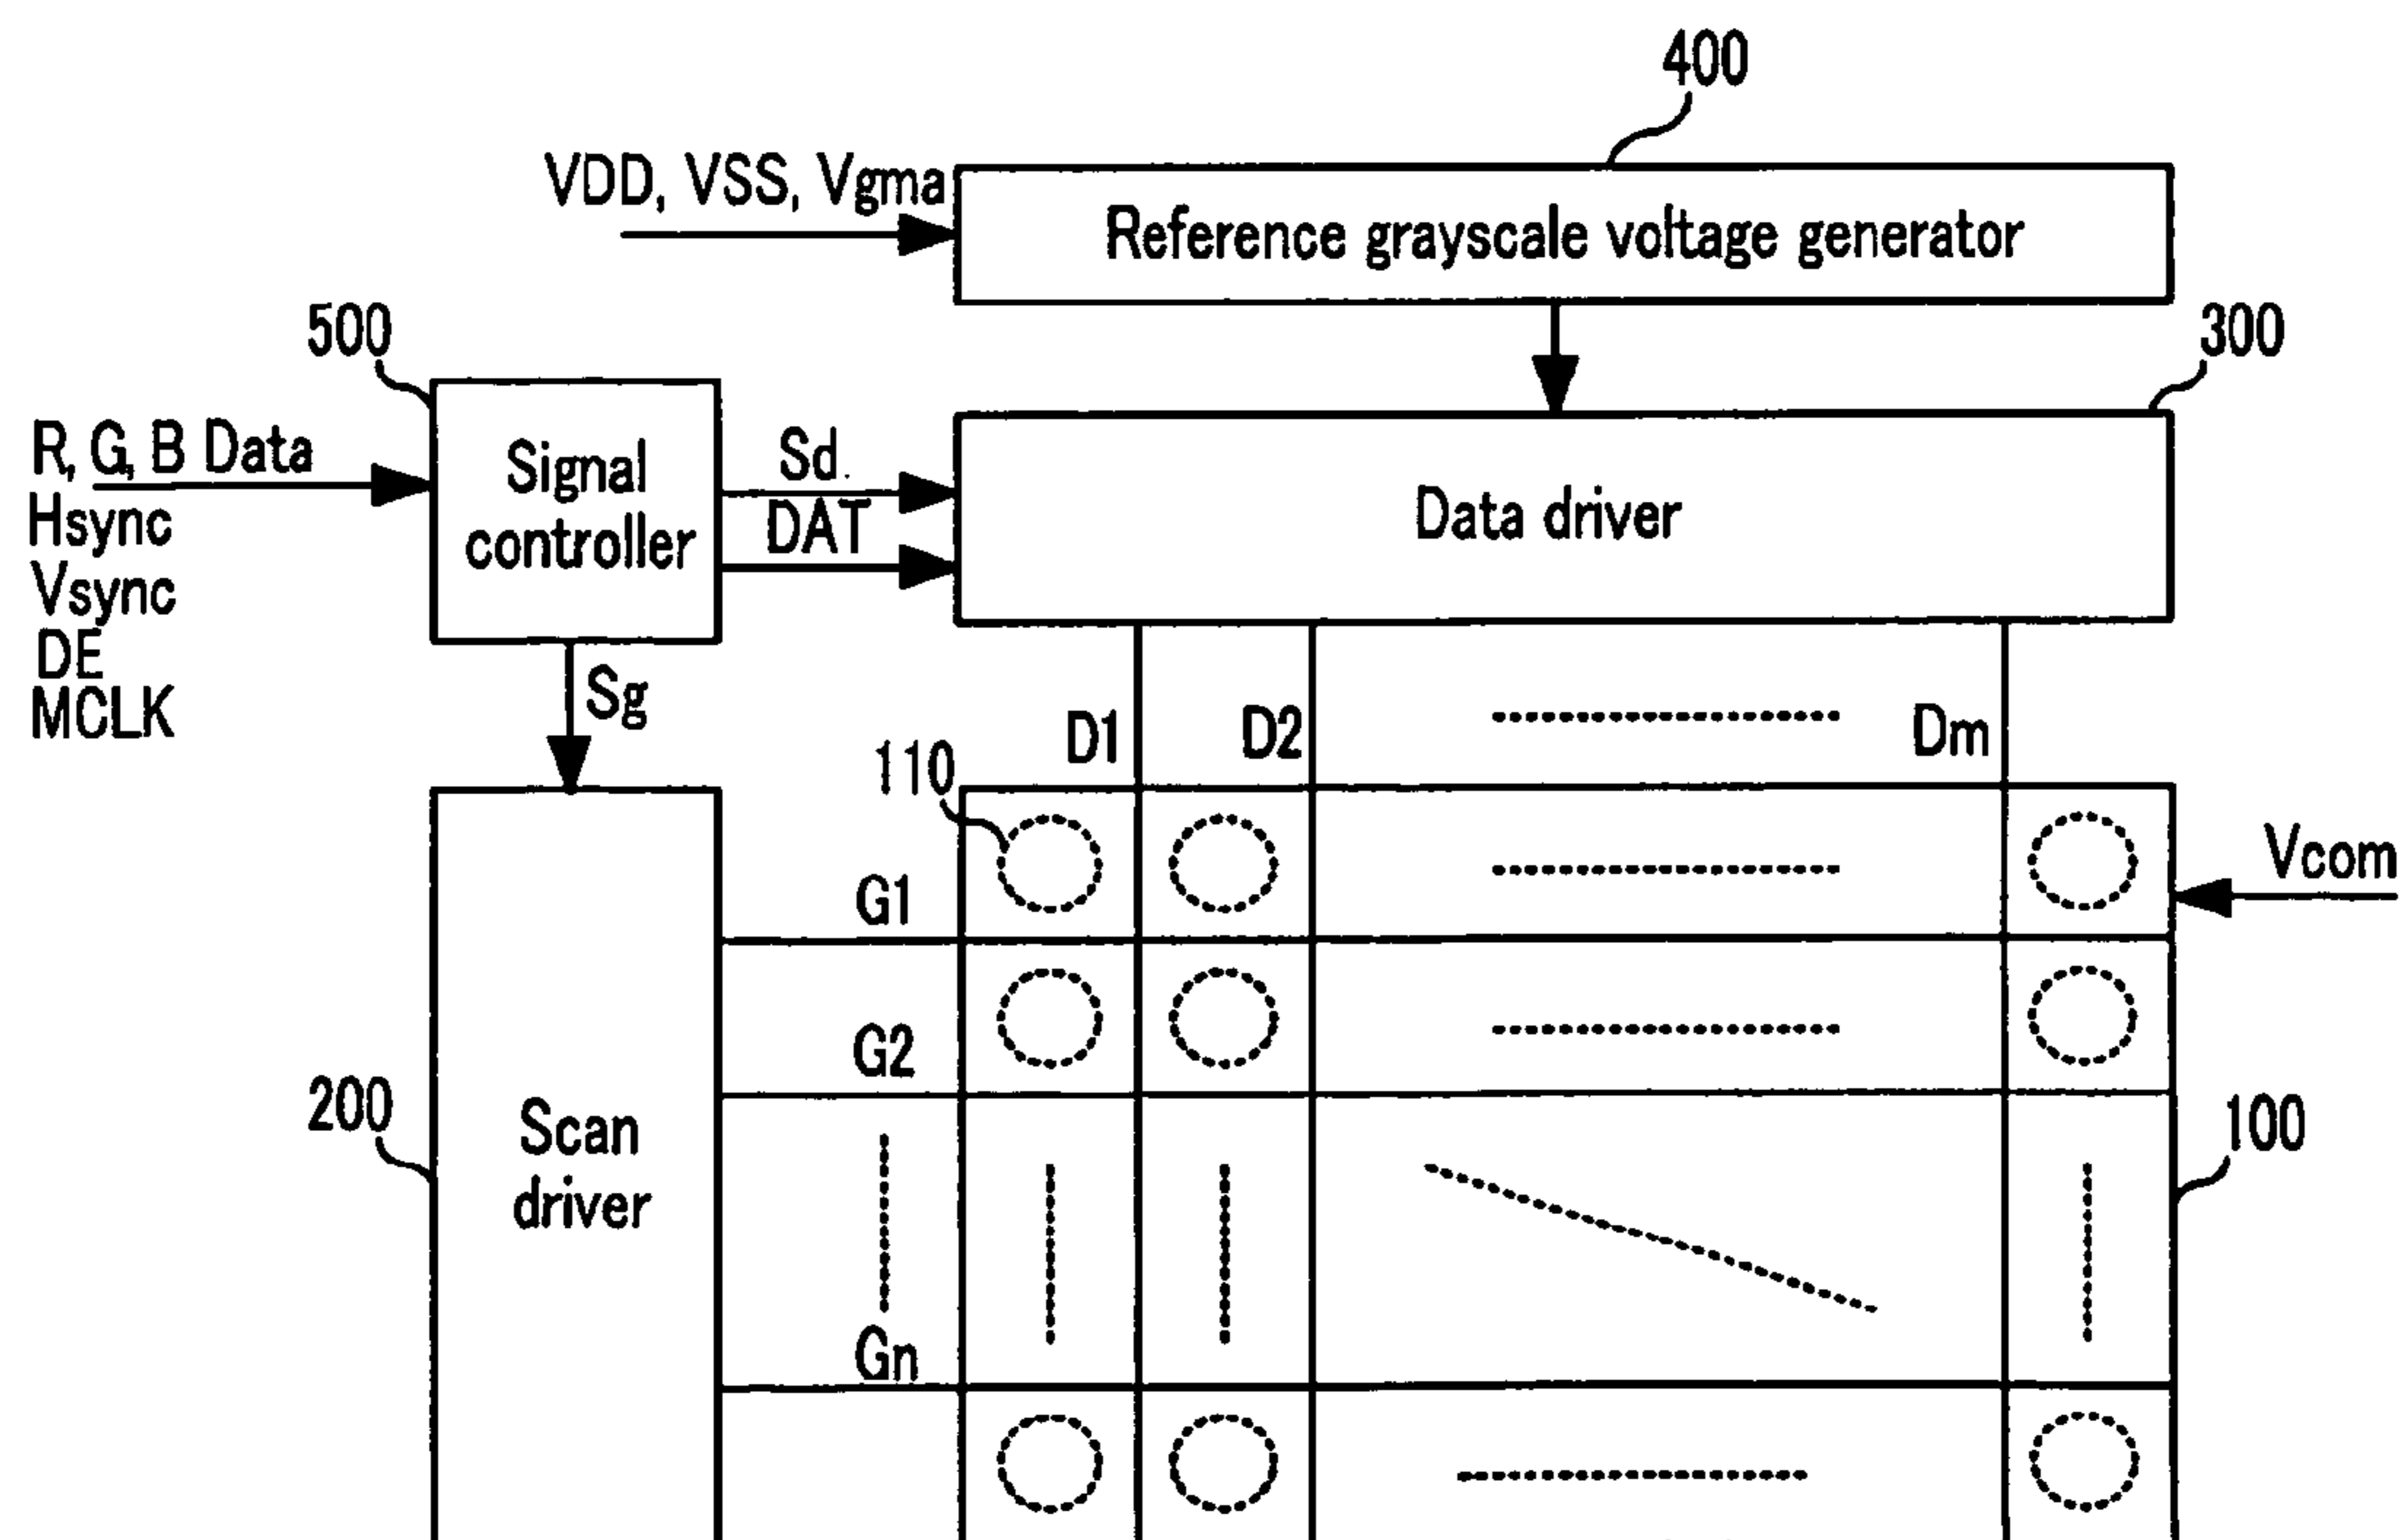 400
VDD, VSS, Vgma
Reference grayscale voltage generator
500
300
R, G, B Data
Hsync
Vsync
DE
MCLK
Signal
controller
Sd
DAT
Data driver
Sg
D1
D2
Dm
110
Vcom
G1
G2
200
Scan
driver
100
Gn